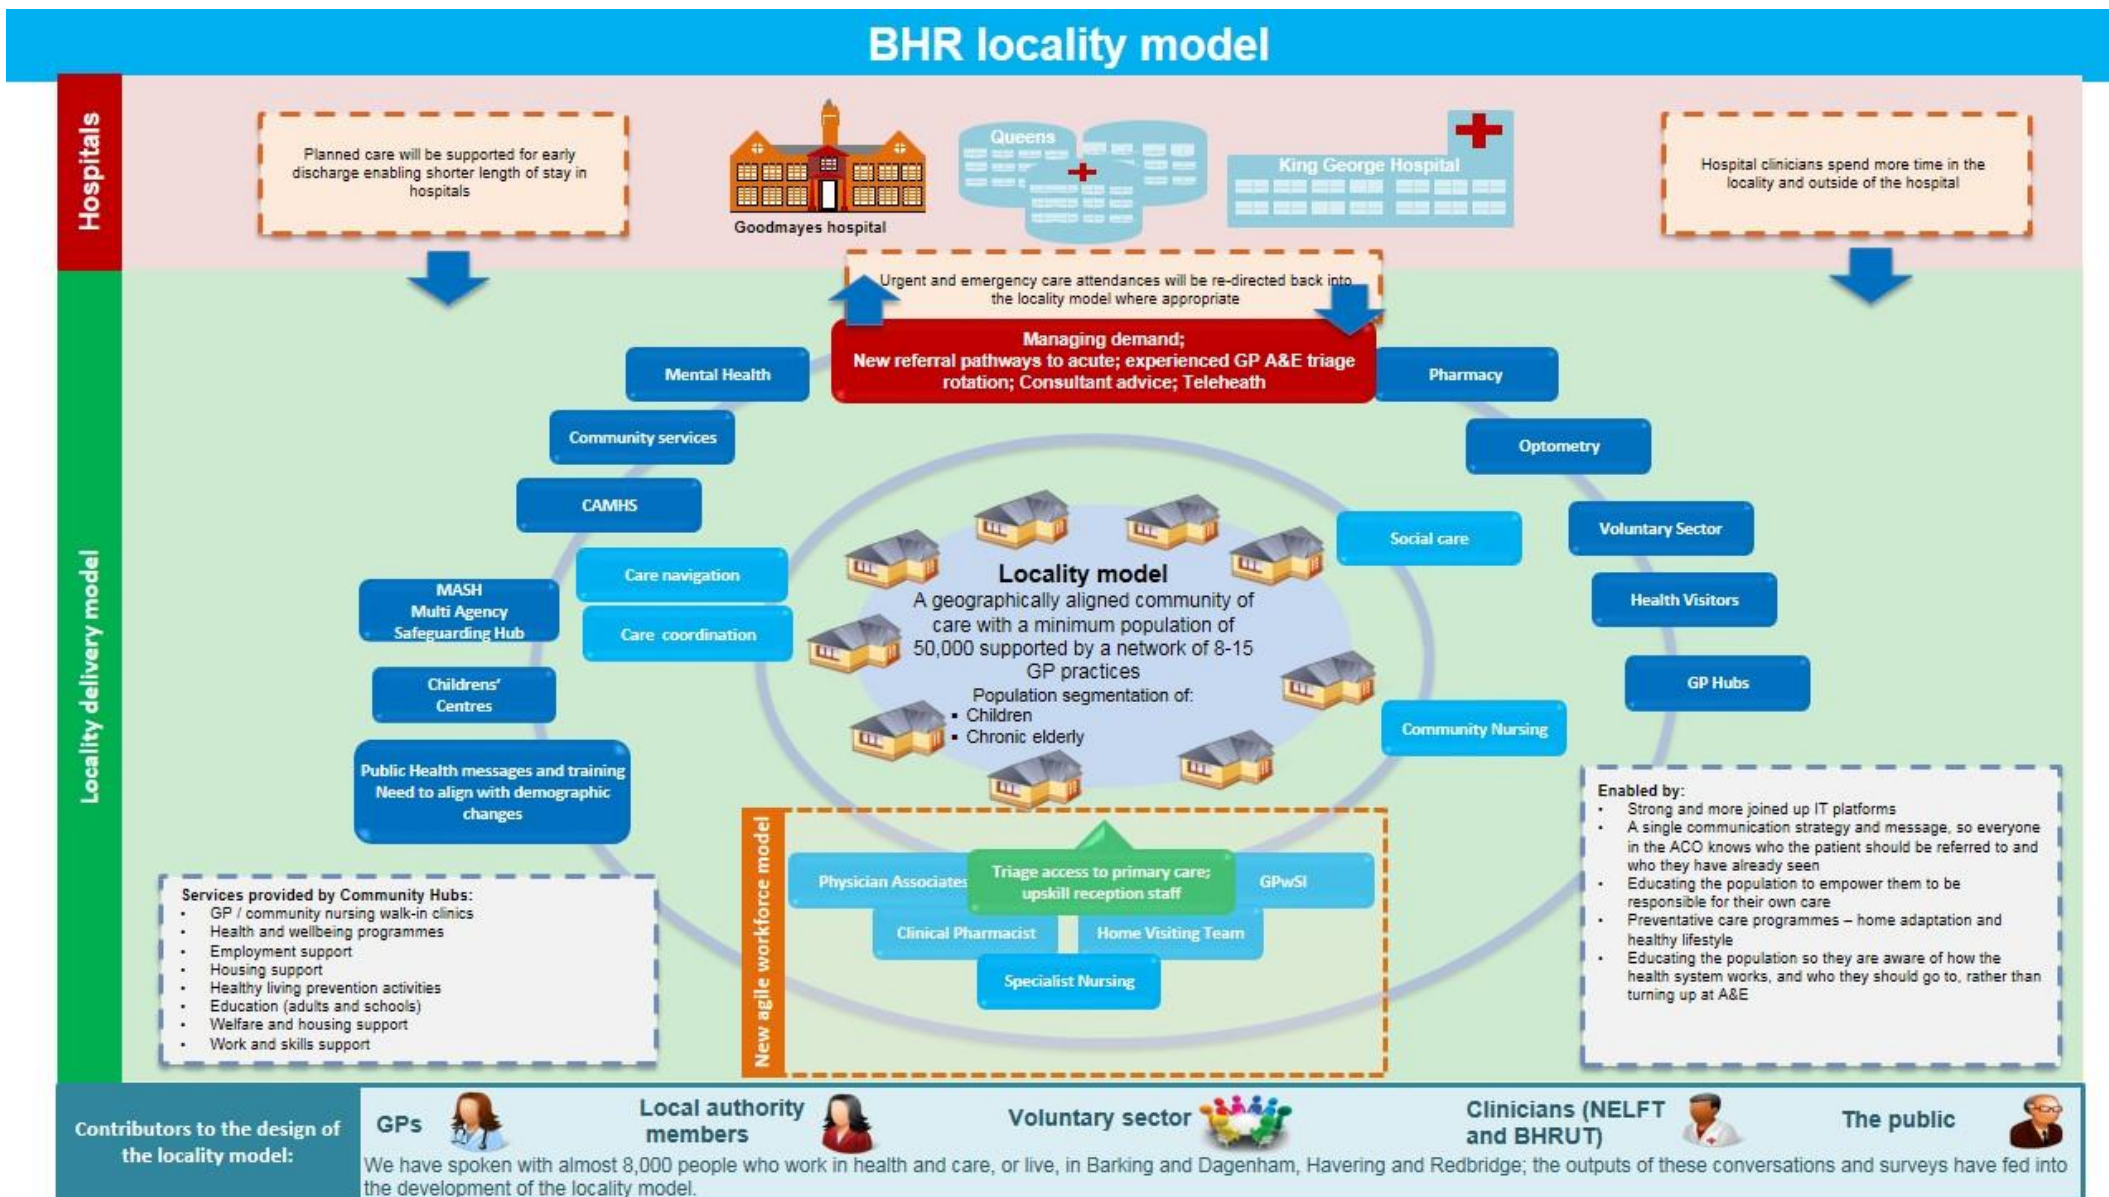 BHR locality model
Hospitals
Planned care will be supported for early
discharge enabling shorter length of stay in
hospitals
Goodmayes hospital
Queens
King George Hospital
Hospital clinicians spend more time in the
locality and outside of the hospital
Urgent and emergency care attendances will be re-directed back into
the locality model where appropriate
Managing demand;
New referral pathways to acute; experienced GP A&E triage
rotation; Consultant advice; Teleheath
Locality delivery model
Mental Health
Community services
CAMHS
Care navigation
Care coordination
MASH
Multi Agency
Safeguarding Hub
Childrens'
Centres
Public Health messages and training
Need to align with demographic
changes
Pharmacy
Optometry
Social care
Voluntary Sector
Health Visitors
GP Hubs
Community Nursing
Locality model
A geographically aligned community of
care with a minimum population of
50,000 supported by a network of 8-15
GP practices
Population segmentation of:
▪ Children
▪ Chronic elderly
New agile workforce model
Triage access to primary care;
upskill reception staff
Physician Associates
GPwSI
Clinical Pharmacist
Home Visiting Team
Specialist Nursing
Services provided by Community Hubs:
• GP / community nursing walk-in clinics
• Health and wellbeing programmes
• Employment support
• Housing support
• Healthy living prevention activities
• Education (adults and schools)
• Welfare and housing support
• Work and skills support
Enabled by:
• Strong and more joined up IT platforms
• A single communication strategy and message, so everyone
in the ACO knows who the patient should be referred to and
who they have already seen
• Educating the population to empower them to be
responsible for their own care
• Preventative care programmes – home adaptation and
healthy lifestyle
• Educating the population so they are aware of how the
health system works, and who they should go to, rather than
turning up at A&E
Contributors to the design of
the locality model:
GPs
Local authority
members
Voluntary sector
Clinicians (NELFT
and BHRUT)
The public
We have spoken with almost 8,000 people who work in health and care, or live, in Barking and Dagenham, Havering and Redbridge; the outputs of these conversations and surveys have fed into
the development of the locality model.